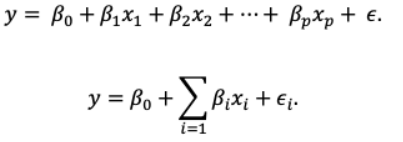 y = β₀ + β₁x₁ + β₂x₂ + ⋯ + βₚxₚ + ϵ.
y = β₀ + ∑ᵢ₌₁ βᵢxᵢ + ϵᵢ.